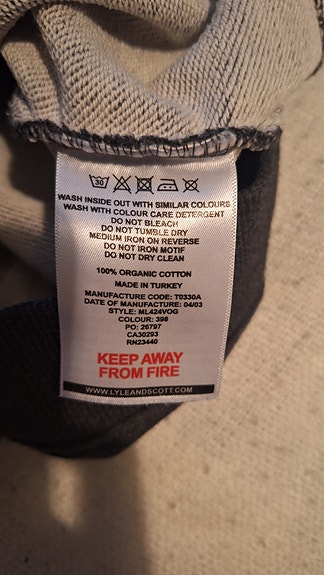 30
WASH INSIDE OUT WITH SIMILAR COLOURS
WASH WITH COLOUR CARE DETERGENT
DO NOT BLEACH
DO NOT TUMBLE DRY
MEDIUM IRON ON REVERSE
DO NOT IRON MOTIF
DO NOT DRY CLEAN
100% ORGANIC COTTON
MADE IN TURKEY
MANUFACTURE CODE: 70330A
DATE OF MANUFACTURE: 04/03
STYLE: ML424VOG
COLOUR: 398
PO: 26797
CA30293
RN23440
KEEP AWAY
FROM FIRE
WWW.LYLEANDSCOTT.COM